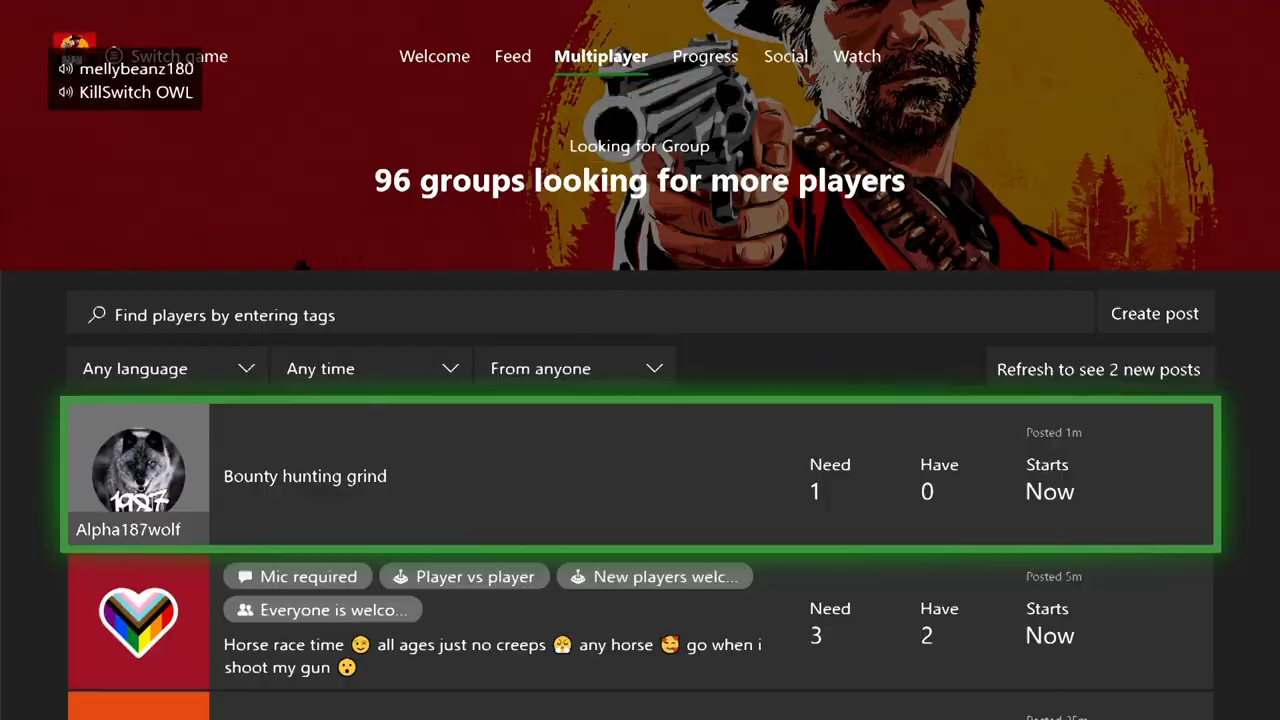 Switch game
mellybeanz180
KillSwitch OWL
Welcome
Feed
Multiplayer
Progress
Social
Watch
Looking for Group
96 groups looking for more players
Find players by entering tags
Create post
Any language
Any time
From anyone
Refresh to see 2 new posts
1987
Alpha187wolf
Bounty hunting grind
Need
1
Have
0
Posted 1m
Starts
Now
Mic required
Player vs player
New players welc...
Everyone is welco...
Horse race time 😉 all ages just no creeps 😤 any horse 🥰 go when i
shoot my gun 😮
Need
3
Have
2
Posted 5m
Starts
Now